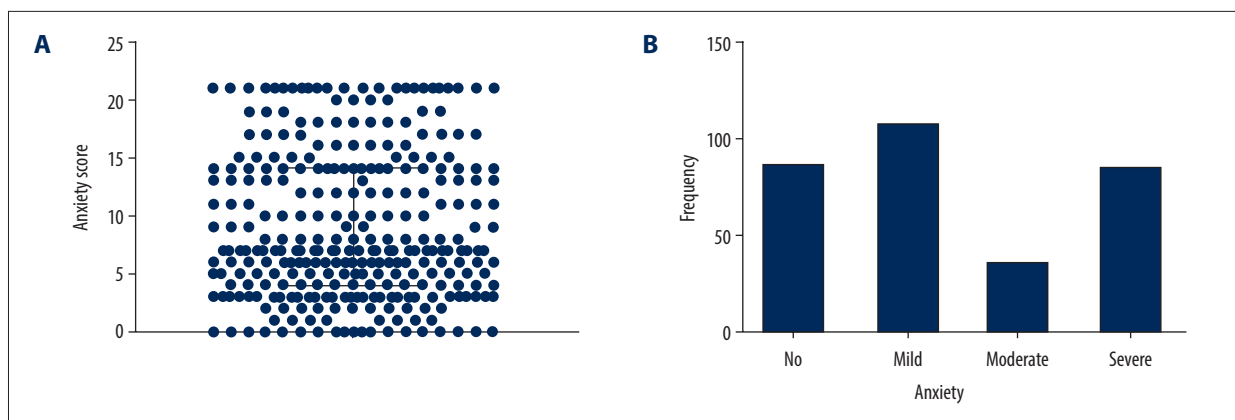 A
Anxiety score
25
20
15
10
5
0
B
Frequency
150
100
50
0
No
Mild
Moderate
Severe
Anxiety